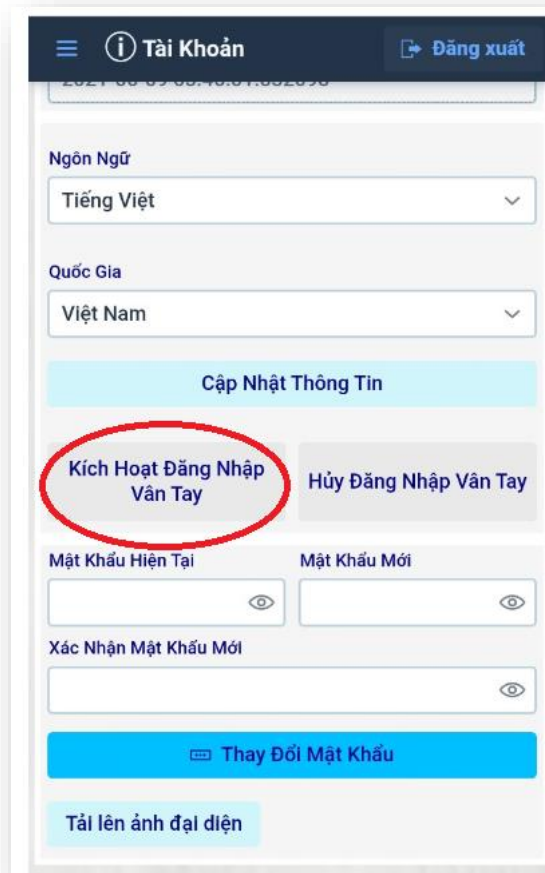 Tài Khoản
Đăng xuất
Ngôn Ngữ
Tiếng Việt
Quốc Gia
Việt Nam
Cập Nhật Thông Tin
Kích Hoạt Đăng Nhập
Vân Tay
Hủy Đăng Nhập Vân Tay
Mật Khẩu Hiện Tại
Mật Khẩu Mới
Xác Nhận Mật Khẩu Mới
Thay Đổi Mật Khẩu
Tải lên ảnh đại diện